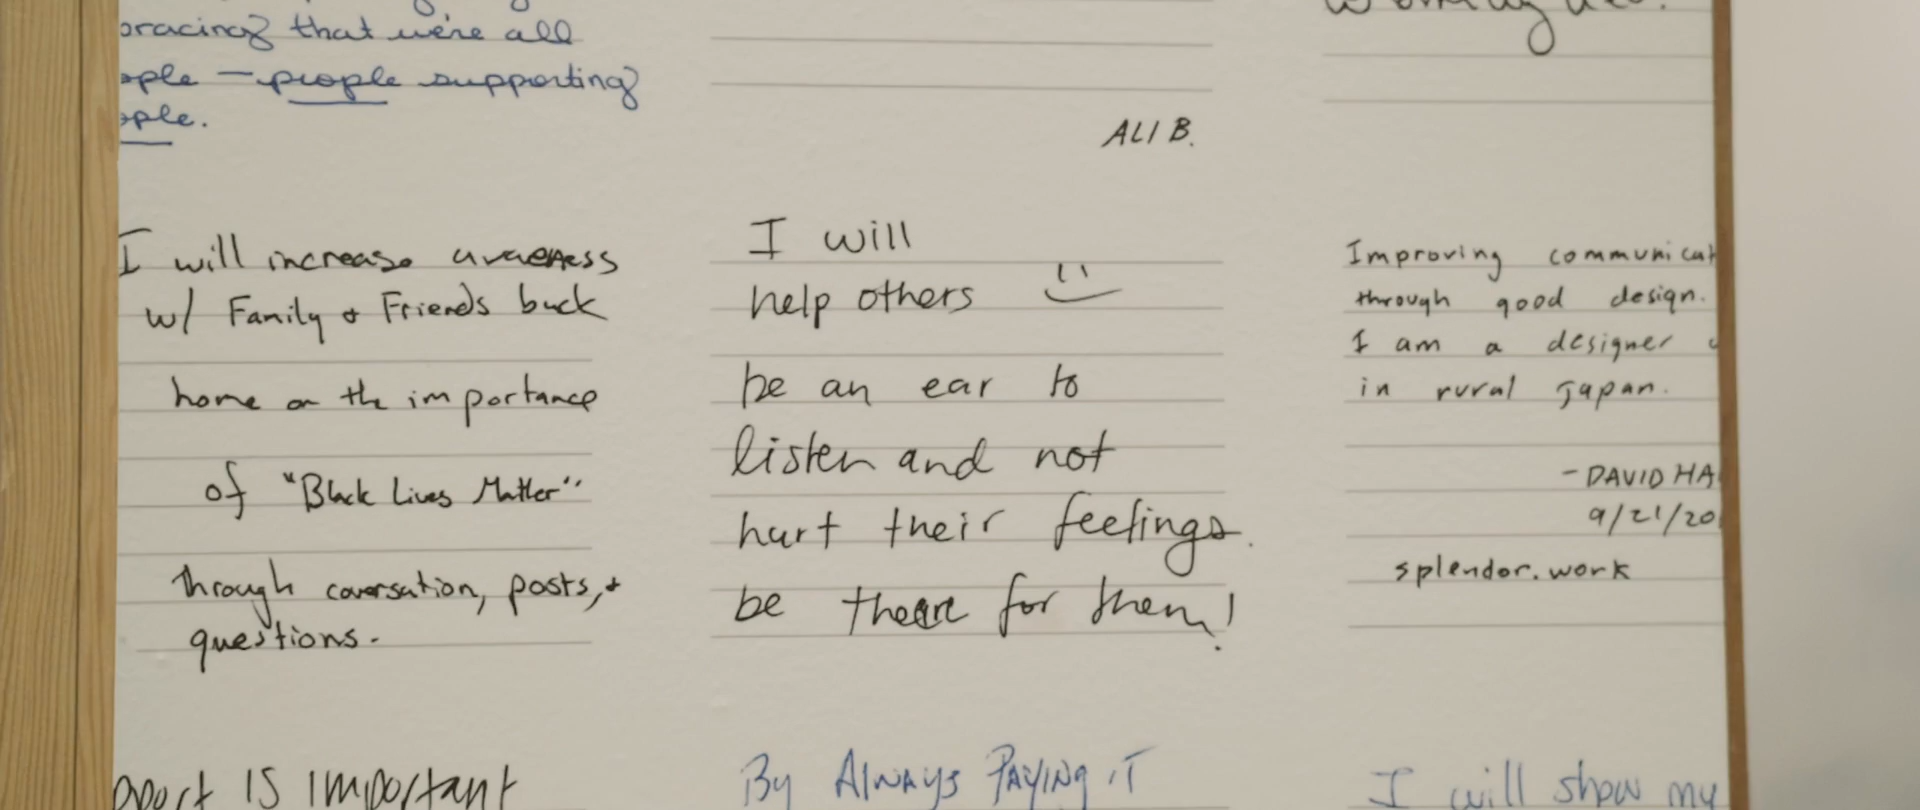 that we're all
— people supporting
I will increase
w/ Family & Friends back
home on the importance
of "Black Lives Matter"
through coversation, posts, +
questions.
ALI B.
I will
help others
be an ear to
listen and not
hurt their feelings.
be there for them!
Improving
through good design.
I am a designer
in rural Japan.
- DAVID
9/21/20
splendor.work
IS important
By ALWAYS PAYING IT
I will show my